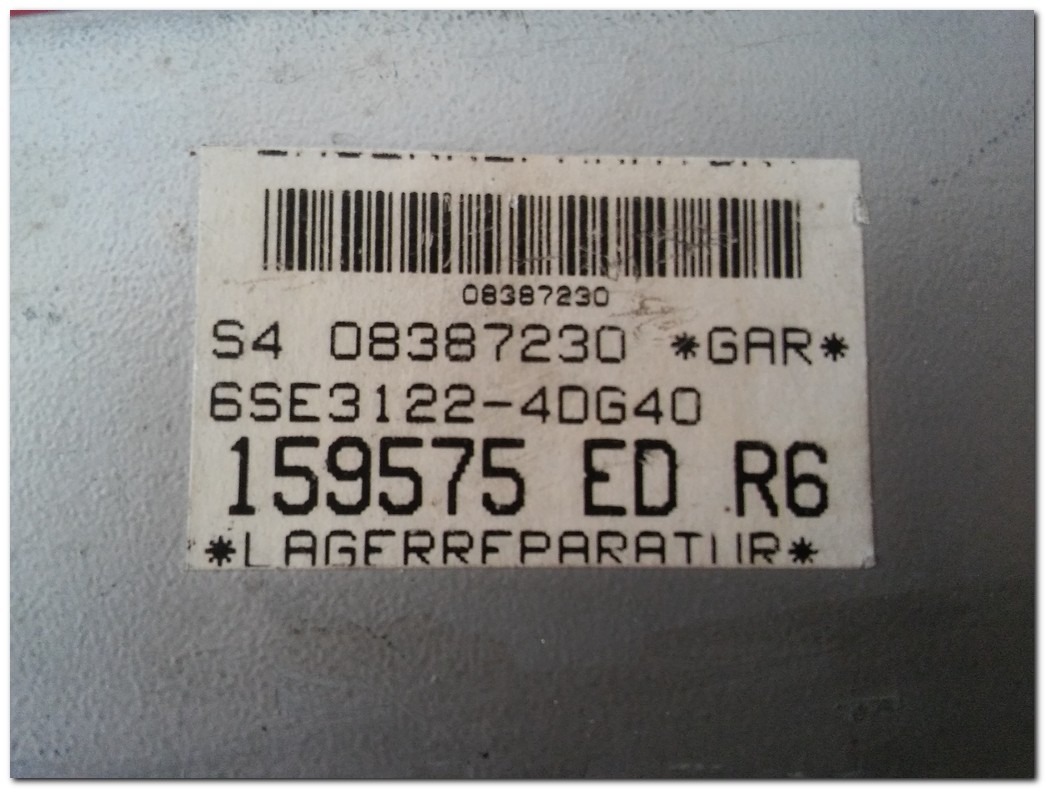 08387230
S4 08387230 *GAR*
6SE3122-4DG40
159575 ED R6
*LAGERREPARATUR*